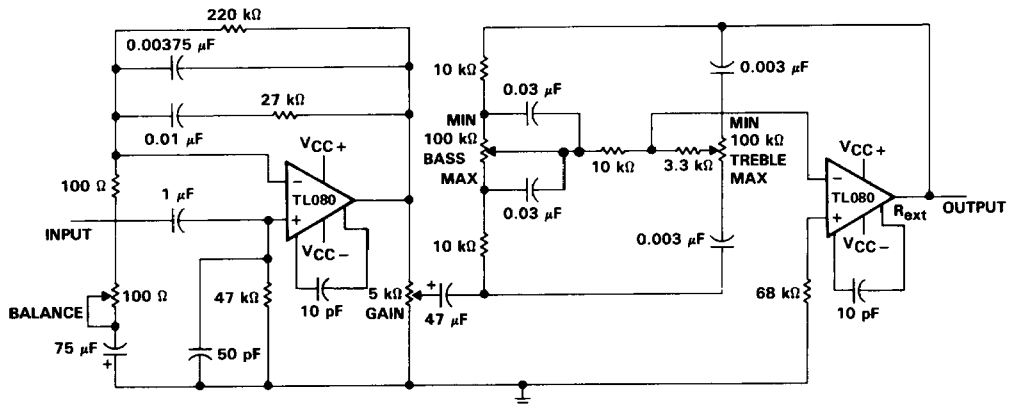 220 kΩ
0.00375 μF
27 kΩ
0.01 μF
100 Ω
1 μF
INPUT
VCC+
−
TL080
+
VCC−
10 pF
100 Ω
BALANCE
75 μF
+
47 kΩ
50 pF
5 kΩ
GAIN
+
47 μF
10 kΩ
0.03 μF
MIN
100 kΩ
BASS
MAX
0.03 μF
10 kΩ
10 kΩ
3.3 kΩ
0.003 μF
MIN
100 kΩ
TREBLE
MAX
0.003 μF
VCC+
−
TL080
+
VCC−
Rext
OUTPUT
68 kΩ
10 pF